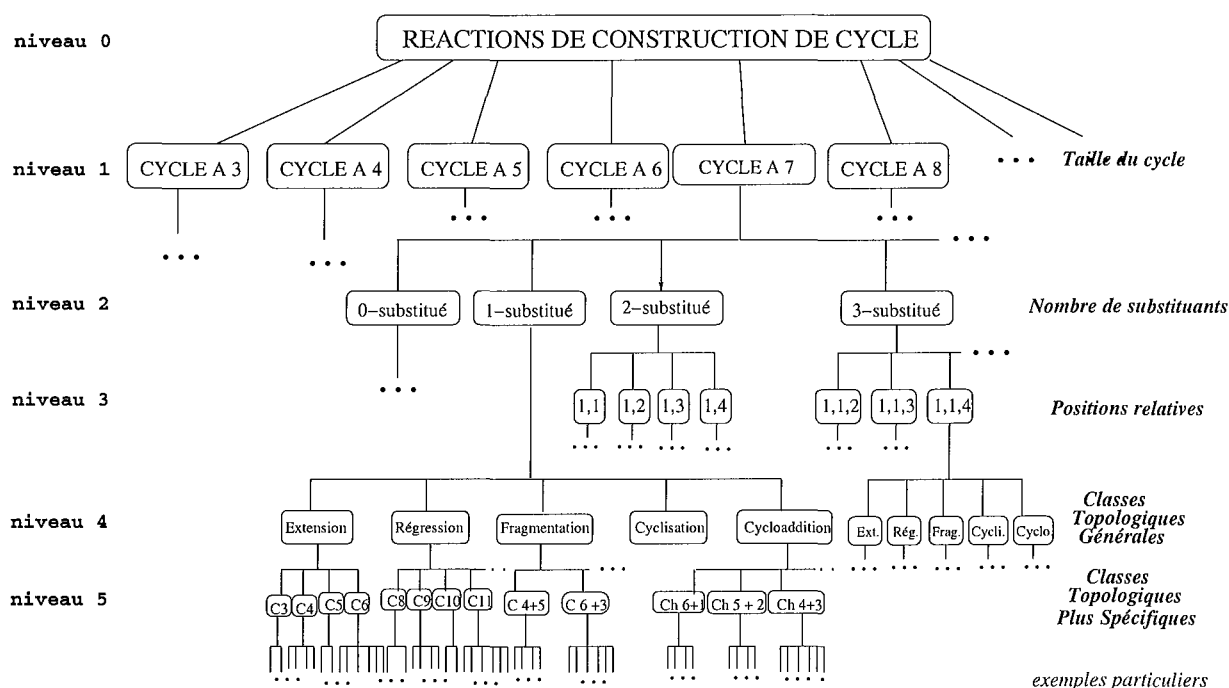 niveau 0
REACTIONS DE CONSTRUCTION DE CYCLE
niveau 1
CYCLE A 3
CYCLE A 4
CYCLE A 5
CYCLE A 6
CYCLE A 7
CYCLE A 8
Taille du cycle
niveau 2
0-substitué
1-substitué
2-substitué
3-substitué
Nombre de substituants
niveau 3
1,1
1,2
1,3
1,4
1,1,2
1,1,3
1,1,4
Positions relatives
niveau 4
Extension
Régression
Fragmentation
Cyclisation
Cycloaddition
Ext.
Rég.
Frag.
Cycli.
Cyclo.
Classes
Topologiques
Générales
niveau 5
C3
C4
C5
C6
C8
C9
C10
C11
C 4+5
C 6+3
Ch 6+1
Ch 5 + 2
Ch 4+3
Classes
Topologiques
Plus Spécifiques
exemples particuliers